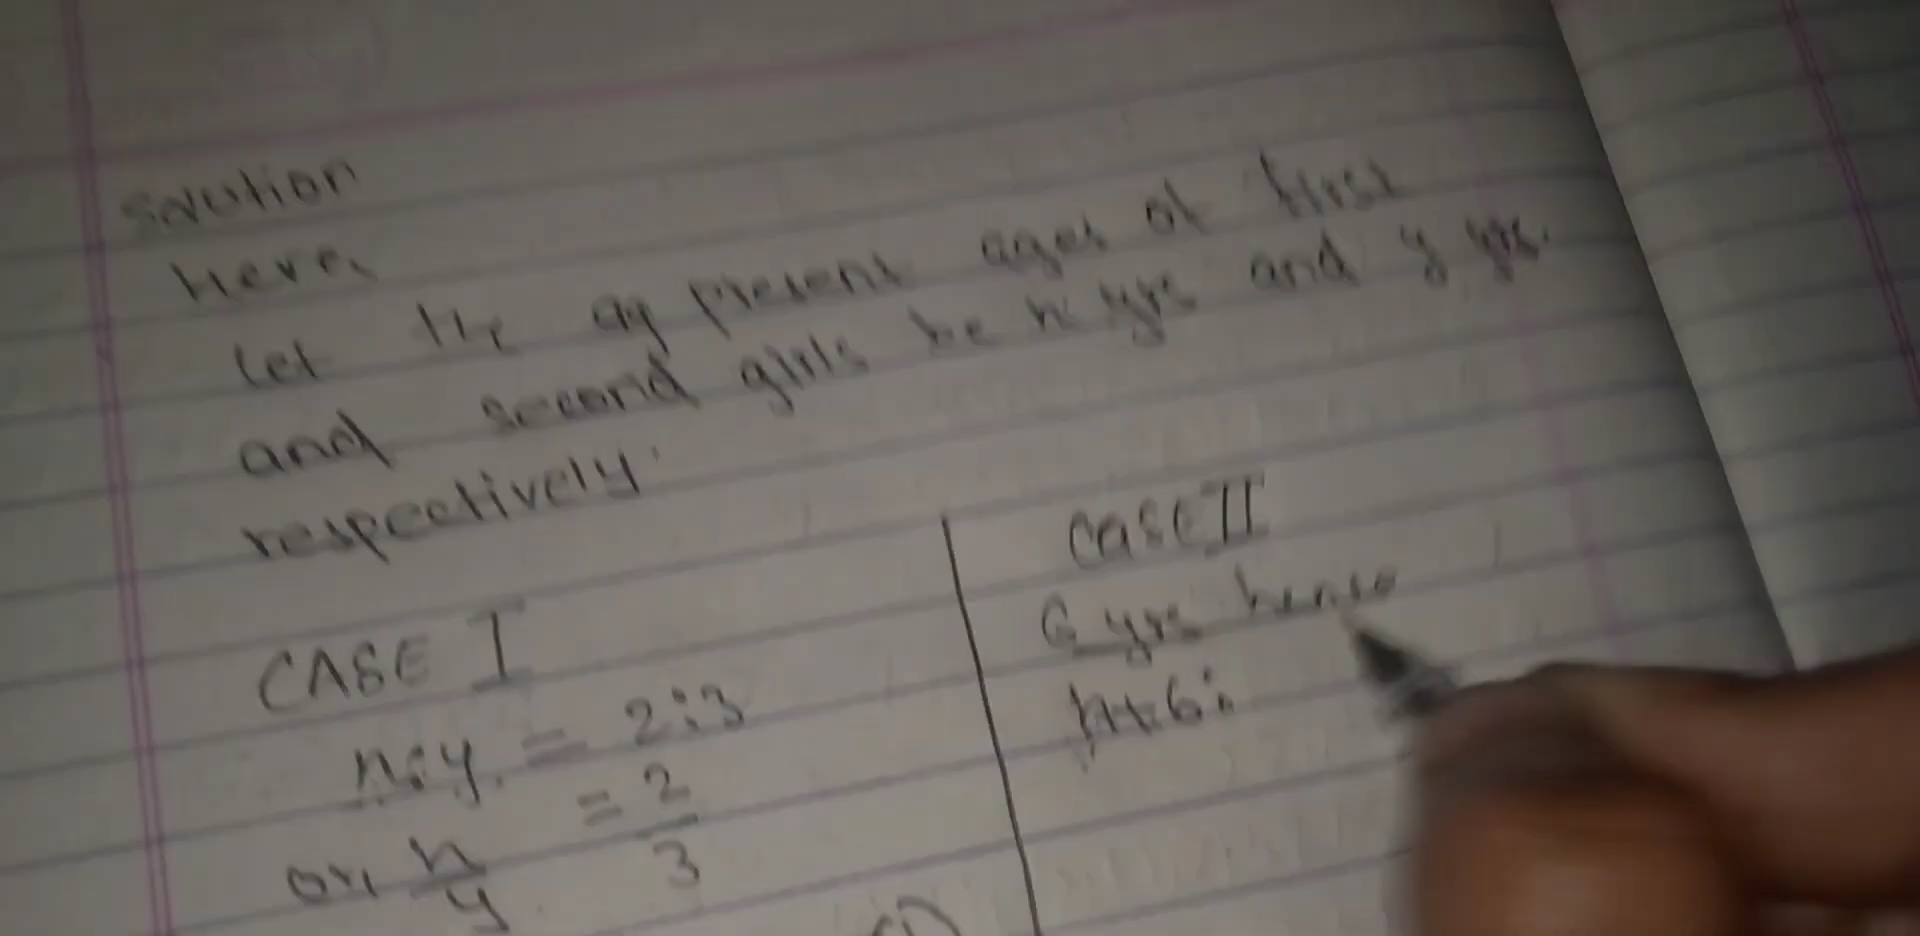 Solution
here,
let the ag present ages of first
and second girls be x yrs and y yrs.
respectively.
CASE I
x:y = 2:3
or, x/y = 2/3
(i)
CASE II
6 yrs hence
x+6: